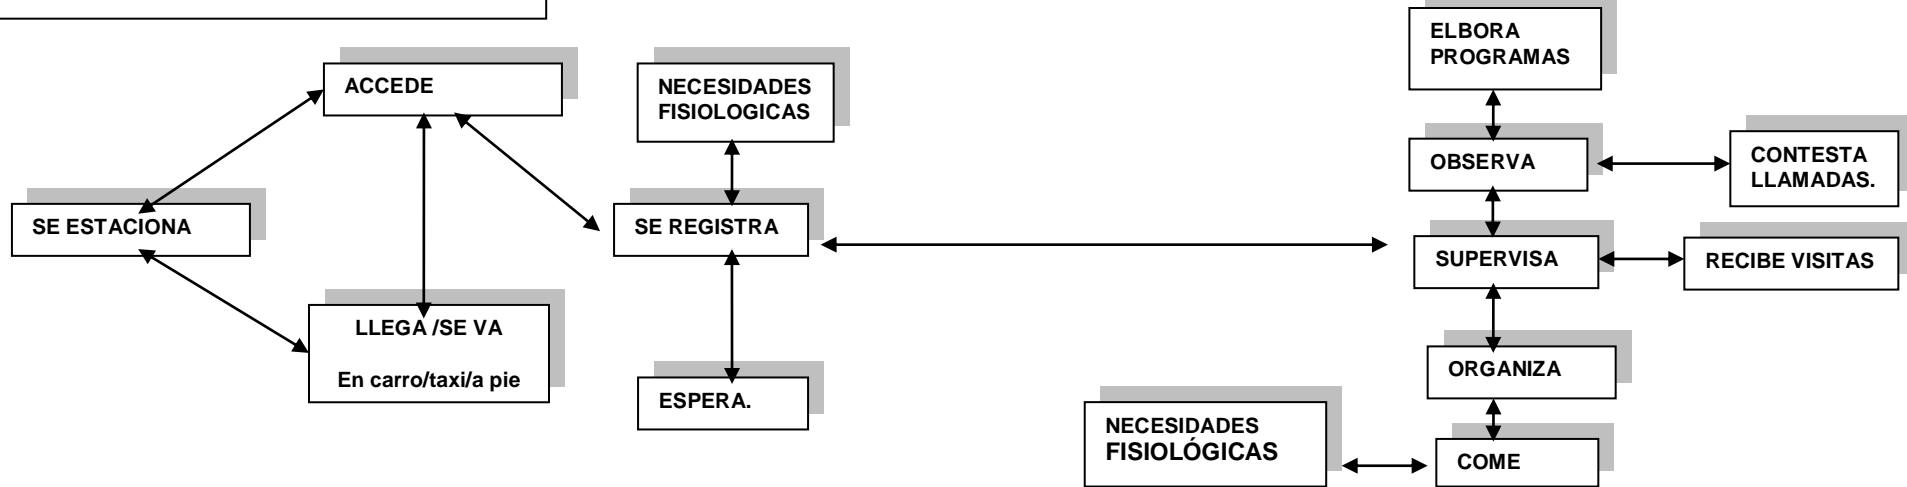 ACCEDE
NECESIDADES
FISIOLOGICAS
SE ESTACIONA
SE REGISTRA
LLEGA /SE VA
En carro/taxi/a pie
ESPERA.
ELBORA
PROGRAMAS
OBSERVA
CONTESTA
LLAMADAS.
SUPERVISA
RECIBE VISITAS
ORGANIZA
NECESIDADES
FISIOLÓGICAS
COME